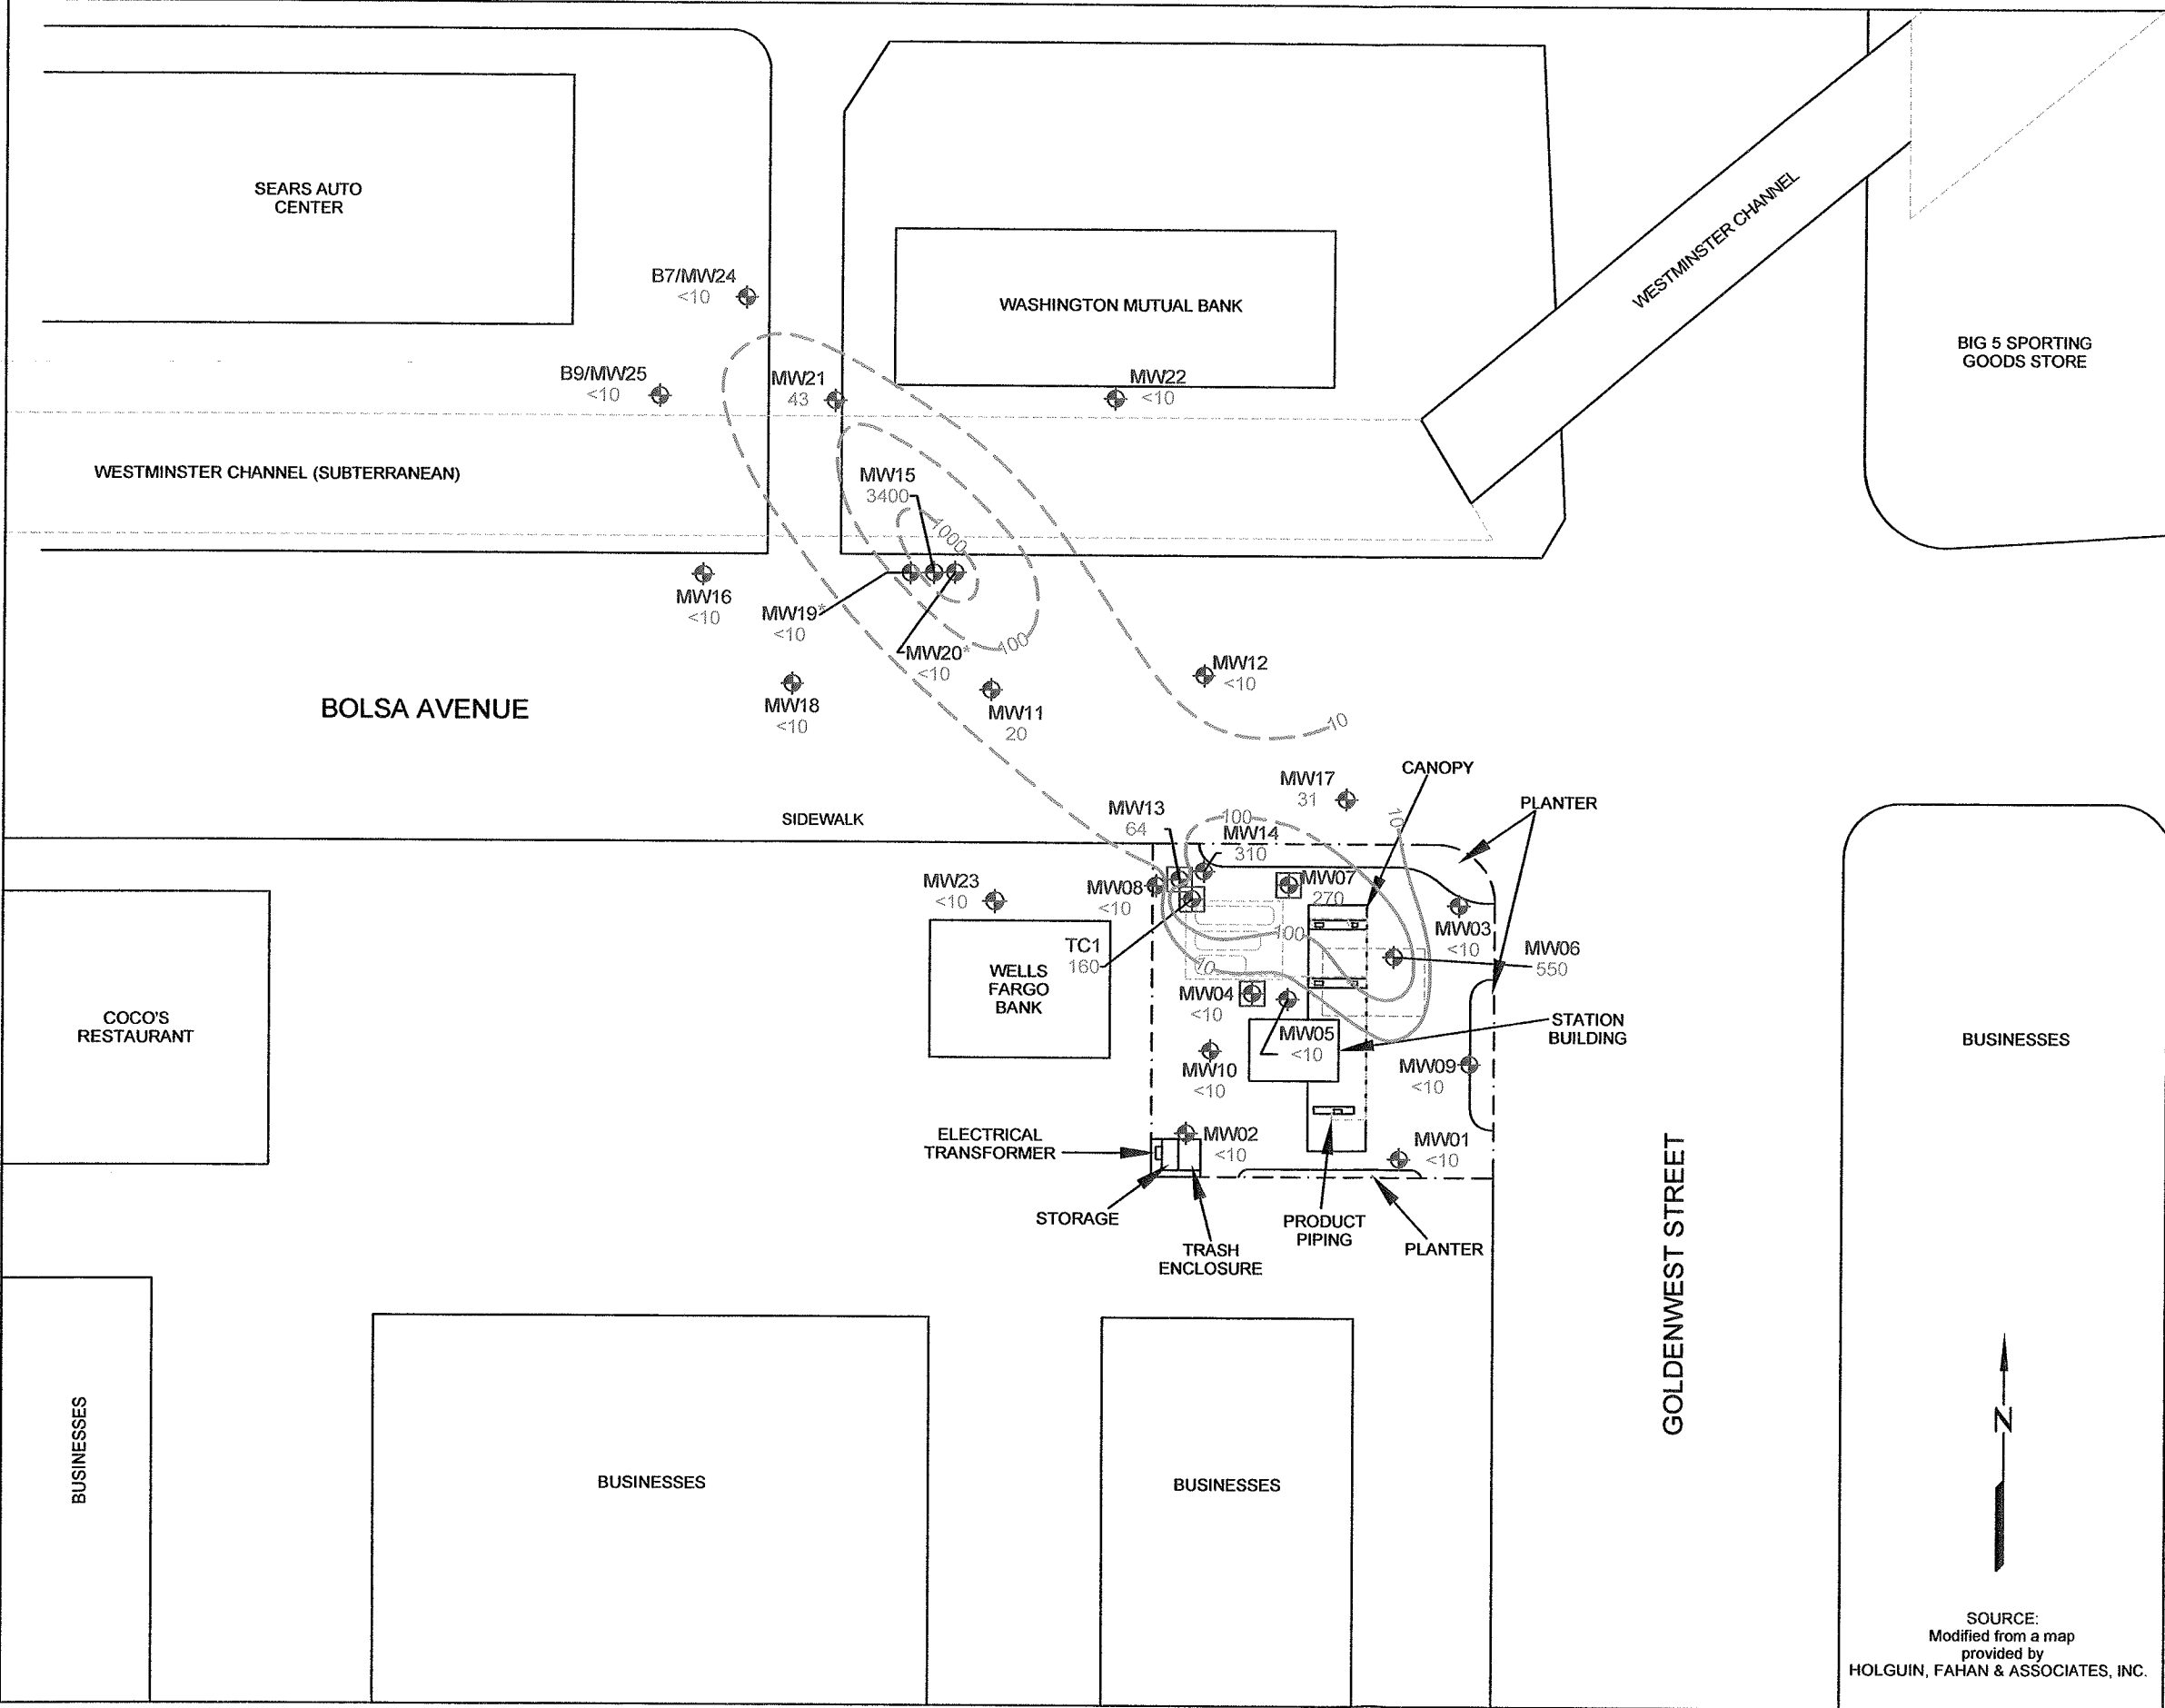 SEARS AUTO
CENTER
B7/MW24
<10
WASHINGTON MUTUAL BANK
WESTMINSTER CHANNEL
BIG 5 SPORTING
GOODS STORE
B9/MW25
<10
MW21
43
MW22
<10
WESTMINSTER CHANNEL (SUBTERRANEAN)
MW15
3400
1000
MW16
<10
MW19*
<10
MW20*
<10
100
MW12
<10
MW18
<10
MW11
20
BOLSA AVENUE
10
CANOPY
MW17
31
PLANTER
SIDEWALK
MW13
64
100
MW14
310
10
MW23
<10
MW08
<10
MW07
270
MW03
<10
TC1
160
100
MW06
550
10
WELLS
FARGO
BANK
MW04
<10
COCO'S
RESTAURANT
MW05
<10
STATION
BUILDING
BUSINESSES
MW10
<10
MW09
<10
ELECTRICAL
TRANSFORMER
MW02
<10
MW01
<10
STORAGE
TRASH
ENCLOSURE
PRODUCT
PIPING
PLANTER
GOLDENWEST STREET
BUSINESSES
BUSINESSES
BUSINESSES
N
SOURCE:
Modified from a map
provided by
HOLGUIN, FAHAN & ASSOCIATES, INC.